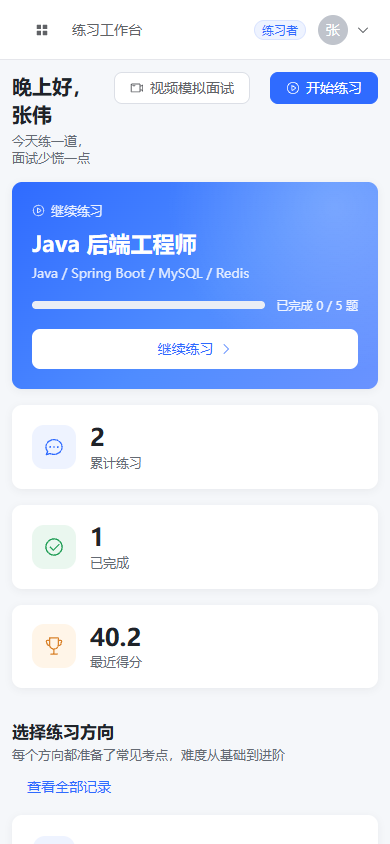 练习工作台
练习者
张
晚上好，
张伟
今天练一道，
面试少慌一点
视频模拟面试
开始练习
继续练习
Java 后端工程师
Java / Spring Boot / MySQL / Redis
已完成 0 / 5 题
继续练习
2
累计练习
1
已完成
40.2
最近得分
选择练习方向
每个方向都准备了常见考点，难度从基础到进阶
查看全部记录